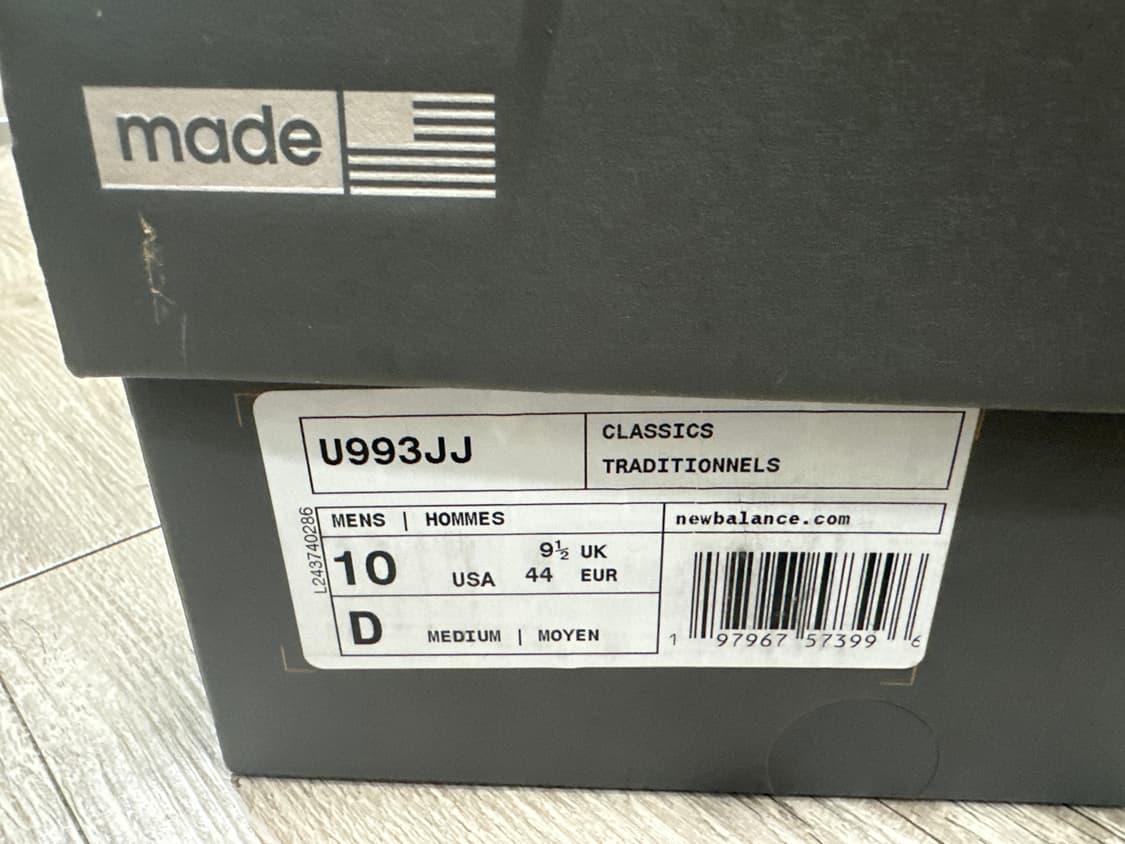 made
U993JJ
CLASSICS
TRADITIONNELS
L243740286
MENS | HOMMES
newbalance.com
10 USA 9½ UK
44 EUR
D MEDIUM | MOYEN
1 97967 57399 6